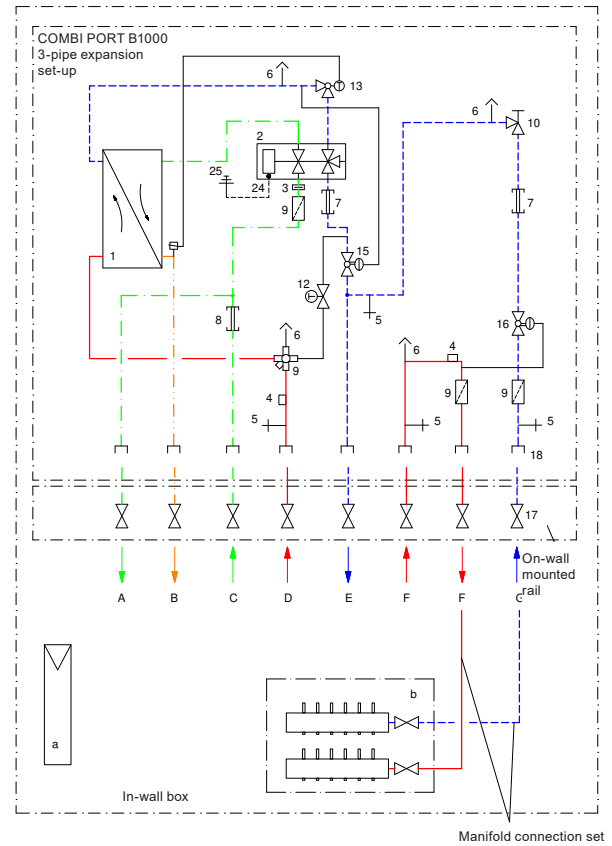 COMBI PORT B1000
3-pipe expansion
set-up
6
13
6
10
2
25
24
3
9
7
7
1
15
12
5
16
8
6
6
4
9
4
9
9
5
5
5
18
17
On-wall
mounted
rail
A
B
C
D
E
F
F
G
a
b
In-wall box
Manifold connection set